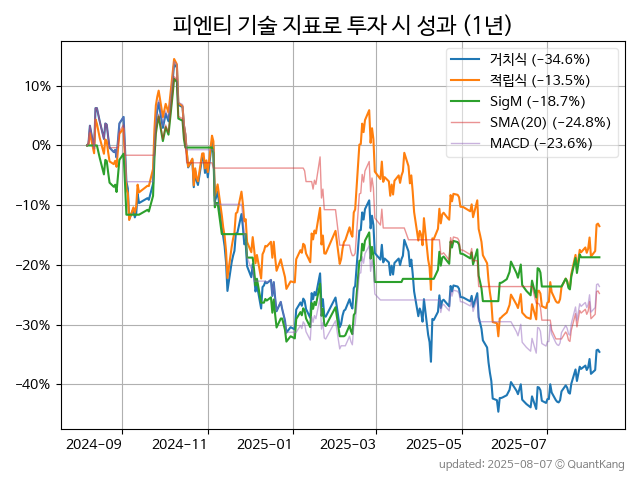 피엔티 기술 지표로 투자 시 성과 (1년)
거치식 (−34.6%)
적립식 (−13.5%)
SigM (−18.7%)
SMA(20) (−24.8%)
MACD (−23.6%)
10%
0%
−10%
−20%
−30%
−40%
2024-09 2024-11 2025-01 2025-03 2025-05 2025-07
updated: 2025-08-07 © QuantKang